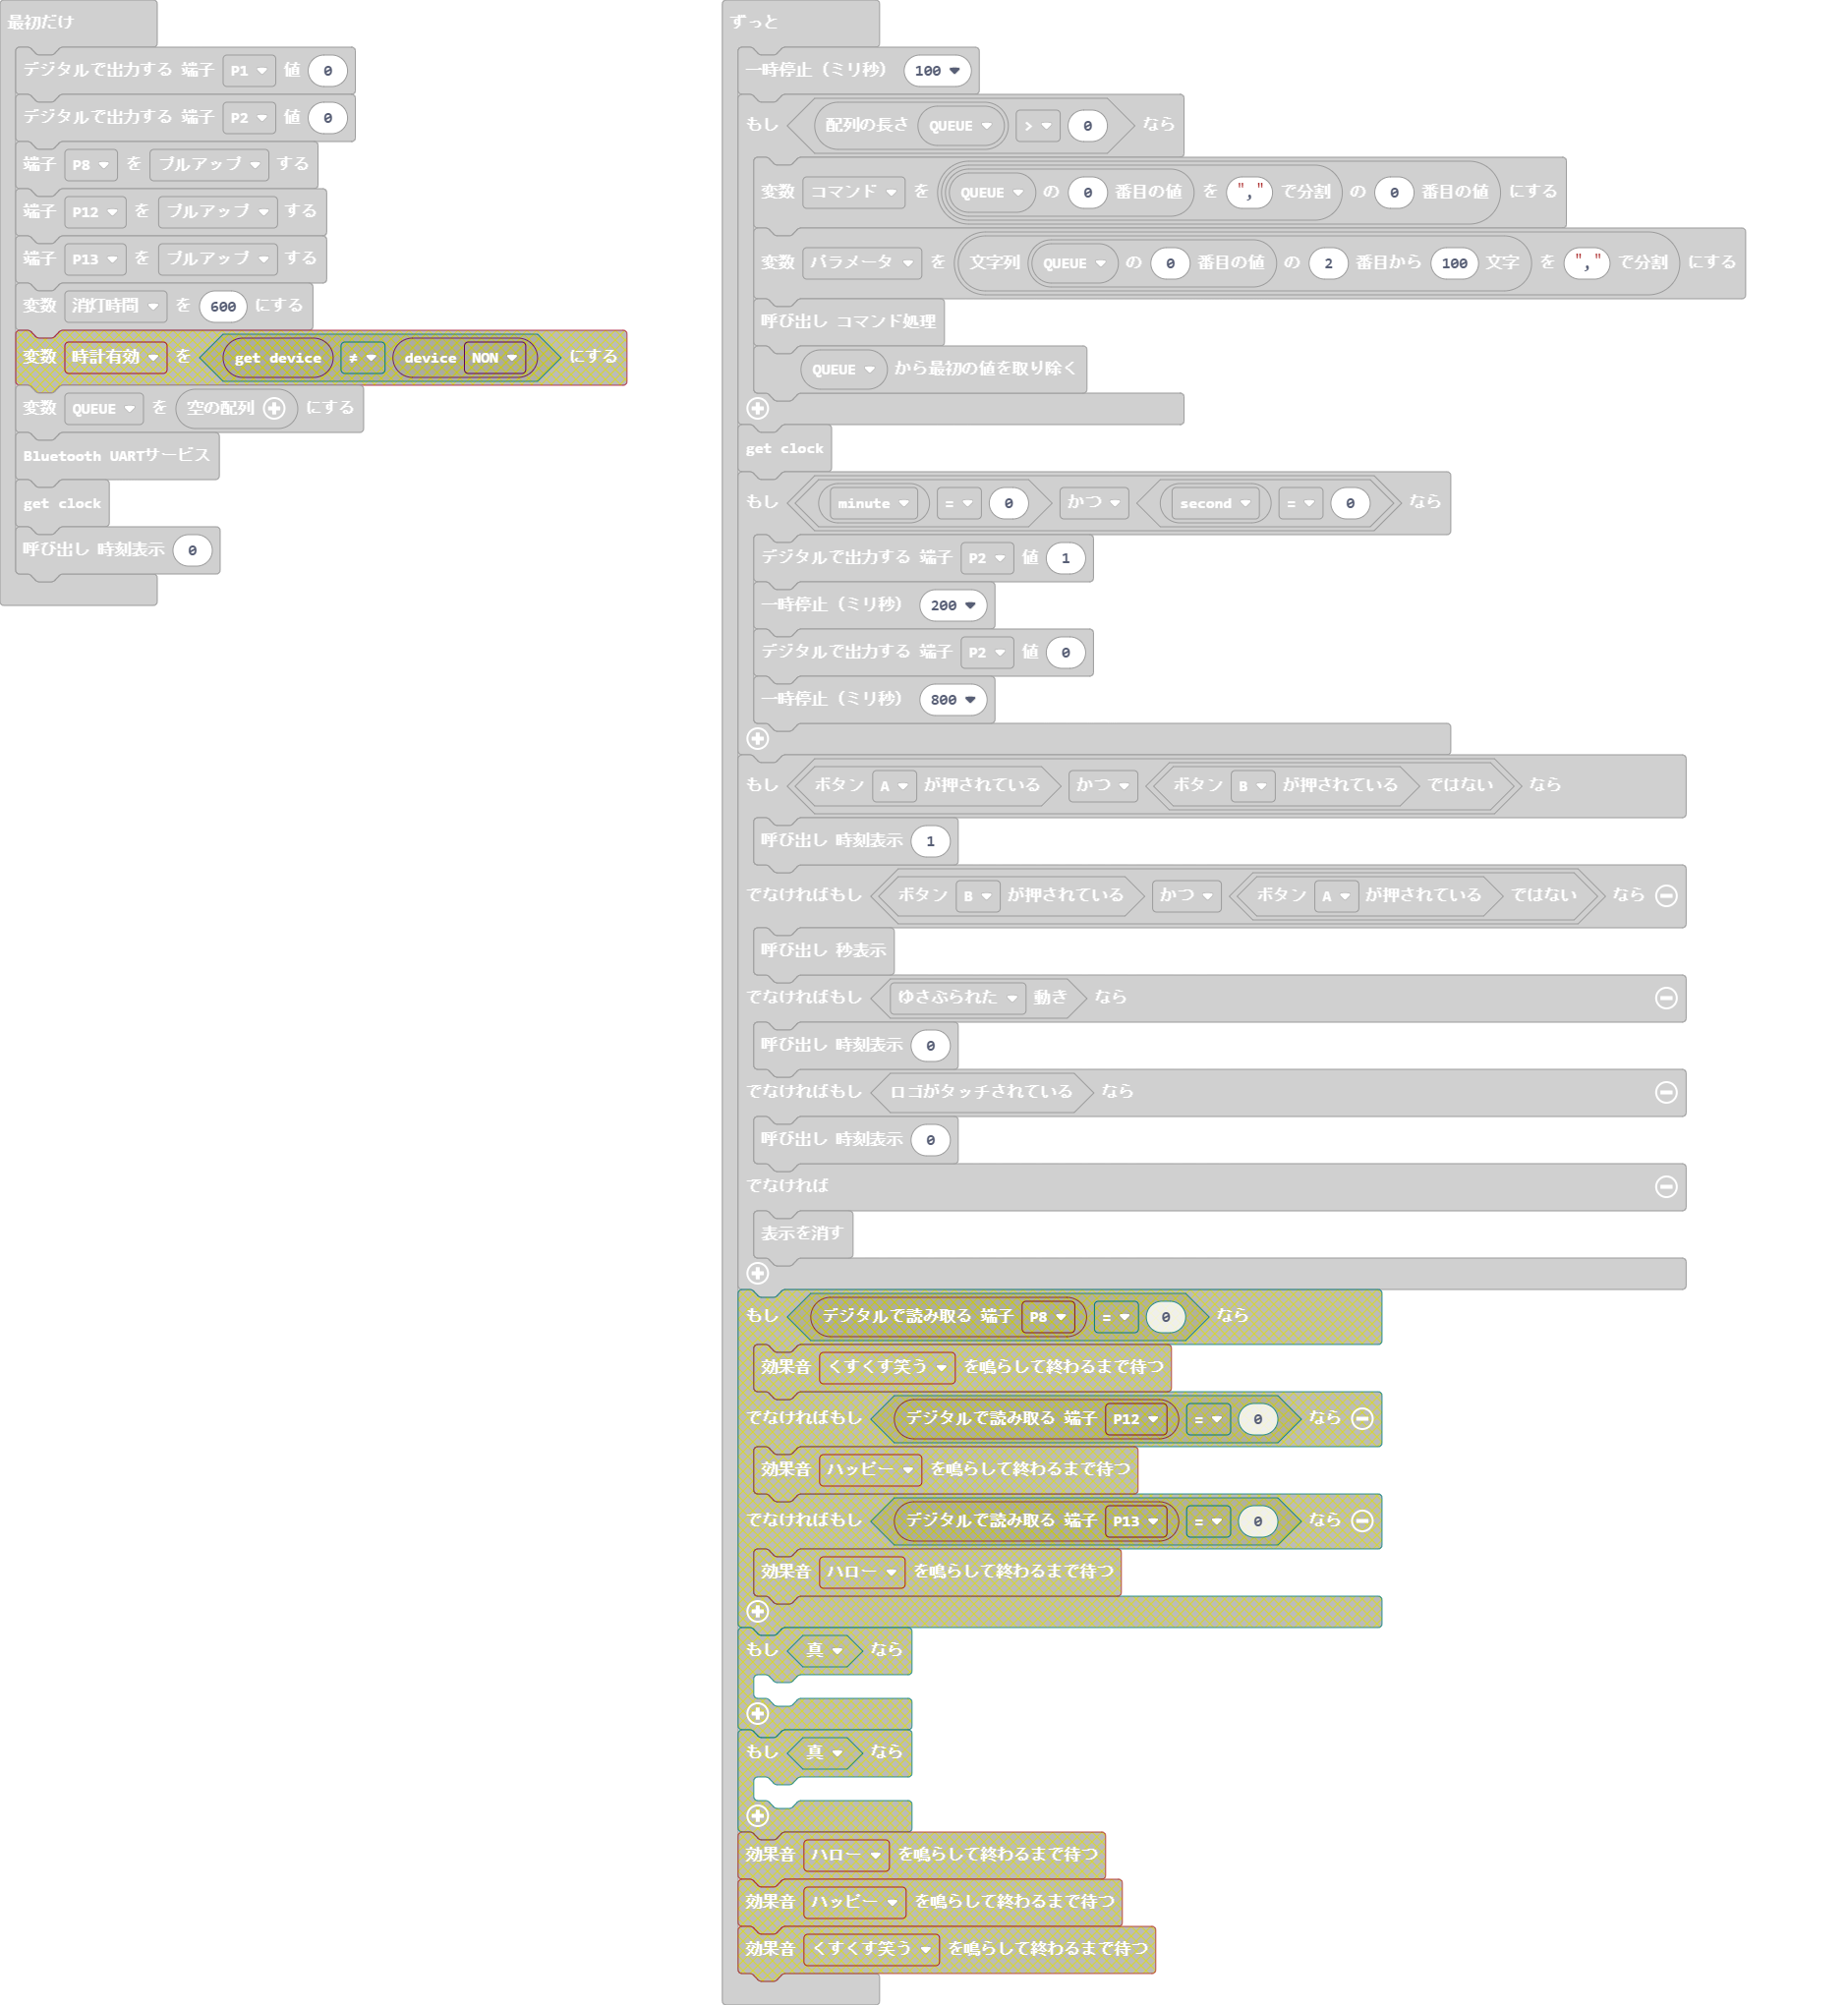 最初だけ
デジタルで出力する 端子 P1 値 0
デジタルで出力する 端子 P2 値 0
端子 P8 を プルアップ する
端子 P12 を プルアップ する
端子 P13 を プルアップ する
変数 消灯時間 を 600 にする
変数 時計有効 を get device ≠ device NON にする
変数 QUEUE を 空の配列 にする
Bluetooth UARTサービス
get clock
呼び出し 時刻表示 0
ずっと
一時停止（ミリ秒） 100
もし 配列の長さ QUEUE > 0 なら
変数 コマンド を QUEUE の 0 番目の値 を "," で分割 の 0 番目の値 にする
変数 パラメータ を 文字列 QUEUE の 0 番目の値 の 2 番目から 100 文字 を "," で分割 にする
呼び出し コマンド処理
QUEUE から最初の値を取り除く
get clock
もし minute = 0 かつ second = 0 なら
デジタルで出力する 端子 P2 値 1
一時停止（ミリ秒） 200
デジタルで出力する 端子 P2 値 0
一時停止（ミリ秒） 800
もし ボタン A が押されている かつ ボタン B が押されている ではない なら
呼び出し 時刻表示 1
でなければもし ボタン B が押されている かつ ボタン A が押されている ではない なら
呼び出し 秒表示
でなければもし ゆさぶられた 動き なら
呼び出し 時刻表示 0
でなければもし ロゴがタッチされている なら
呼び出し 時刻表示 0
でなければ
表示を消す
もし デジタルで読み取る 端子 P8 = 0 なら
効果音 くすくす笑う を鳴らして終わるまで待つ
でなければもし デジタルで読み取る 端子 P12 = 0 なら
効果音 ハッピー を鳴らして終わるまで待つ
でなければもし デジタルで読み取る 端子 P13 = 0 なら
効果音 ハロー を鳴らして終わるまで待つ
もし 真 なら
もし 真 なら
効果音 ハロー を鳴らして終わるまで待つ
効果音 ハッピー を鳴らして終わるまで待つ
効果音 くすくす笑う を鳴らして終わるまで待つ